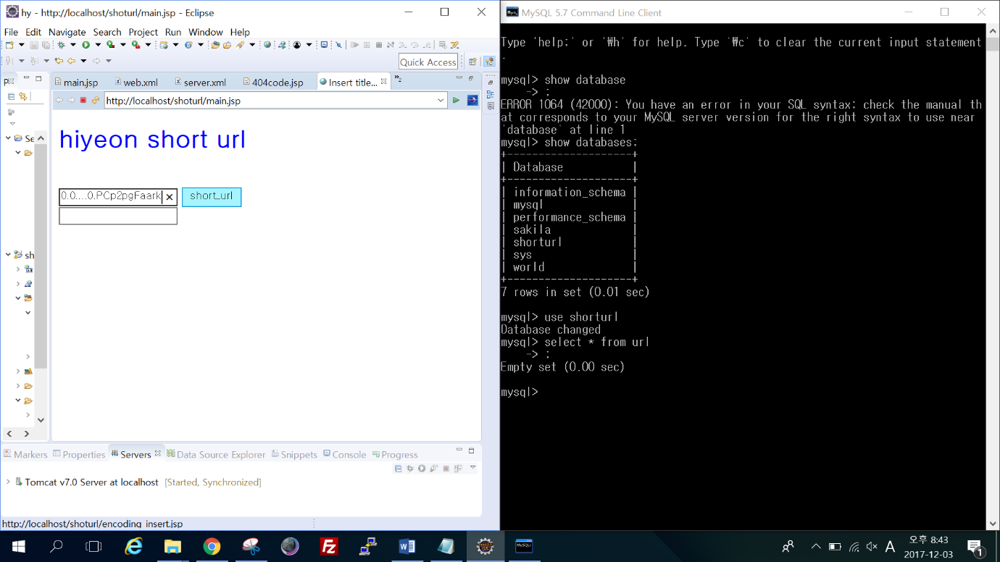 hy - http://localhost/shoturl/main.jsp - Eclipse
File Edit Navigate Search Project Run Window Help
Quick Access
main.jsp web.xml server.xml 404code.jsp Insert title...
http://localhost/shoturl/main.jsp
Se
sh
hiyeon short url
0.0....0.PCp2pgFaark short_url
Markers Properties Servers Data Source Explorer Snippets Console Progress
Tomcat v7.0 Server at localhost [Started, Synchronized]
http://localhost/shoturl/encoding_insert.jsp
MySQL 5.7 Command Line Client
Type 'help;' or '₩h' for help. Type '₩c' to clear the current input statement
.
mysql> show database
-> ;
ERROR 1064 (42000): You have an error in your SQL syntax; check the manual th
at corresponds to your MySQL server version for the right syntax to use near
'database' at line 1
mysql> show databases;
+--------------------+
| Database |
+--------------------+
| information_schema |
| mysql |
| performance_schema |
| sakila |
| shorturl |
| sys |
| world |
+--------------------+
7 rows in set (0.01 sec)
mysql> use shorturl
Database changed
mysql> select * from url
-> ;
Empty set (0.00 sec)
mysql>
A 오후 8:43
2017-12-03
1